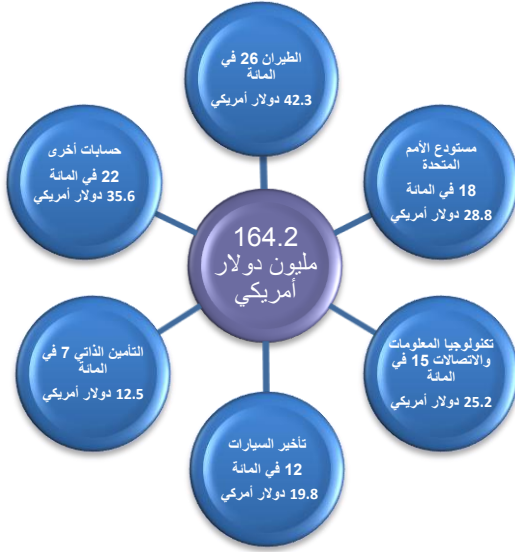 الطيران 26 في
المائة
42.3 دولار أمريكي
مستودع الأمم
المتحدة
18 في المائة
28.8 دولار أمريكي
تكنولوجيا المعلومات
والاتصالات 15 في
المائة
25.2 دولار أمريكي
تأخير السيارات
12 في المائة
19.8 دولار أمركي
التأمين الذاتي 7 في
المائة
12.5 دولار أمريكي
حسابات أخرى
22 في المائة
35.6 دولار أمريكي
164.2
مليون دولار
أمريكي